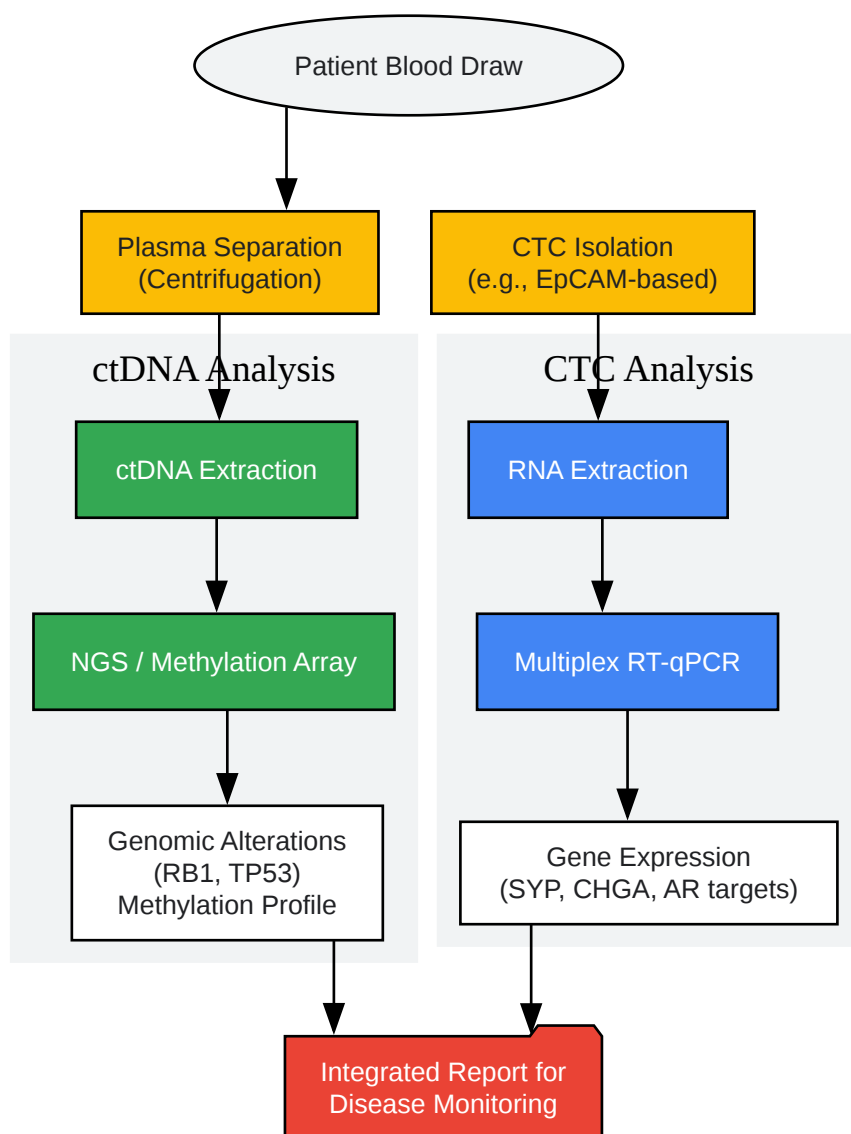 Patient Blood Draw
Plasma Separation
(Centrifugation)
CTC Isolation
(e.g., EpCAM-based)
ctDNA Analysis
CTC Analysis
ctDNA Extraction
RNA Extraction
NGS / Methylation Array
Multiplex RT-qPCR
Genomic Alterations
(RB1, TP53)
Methylation Profile
Gene Expression
(SYP, CHGA, AR targets)
Integrated Report for
Disease Monitoring